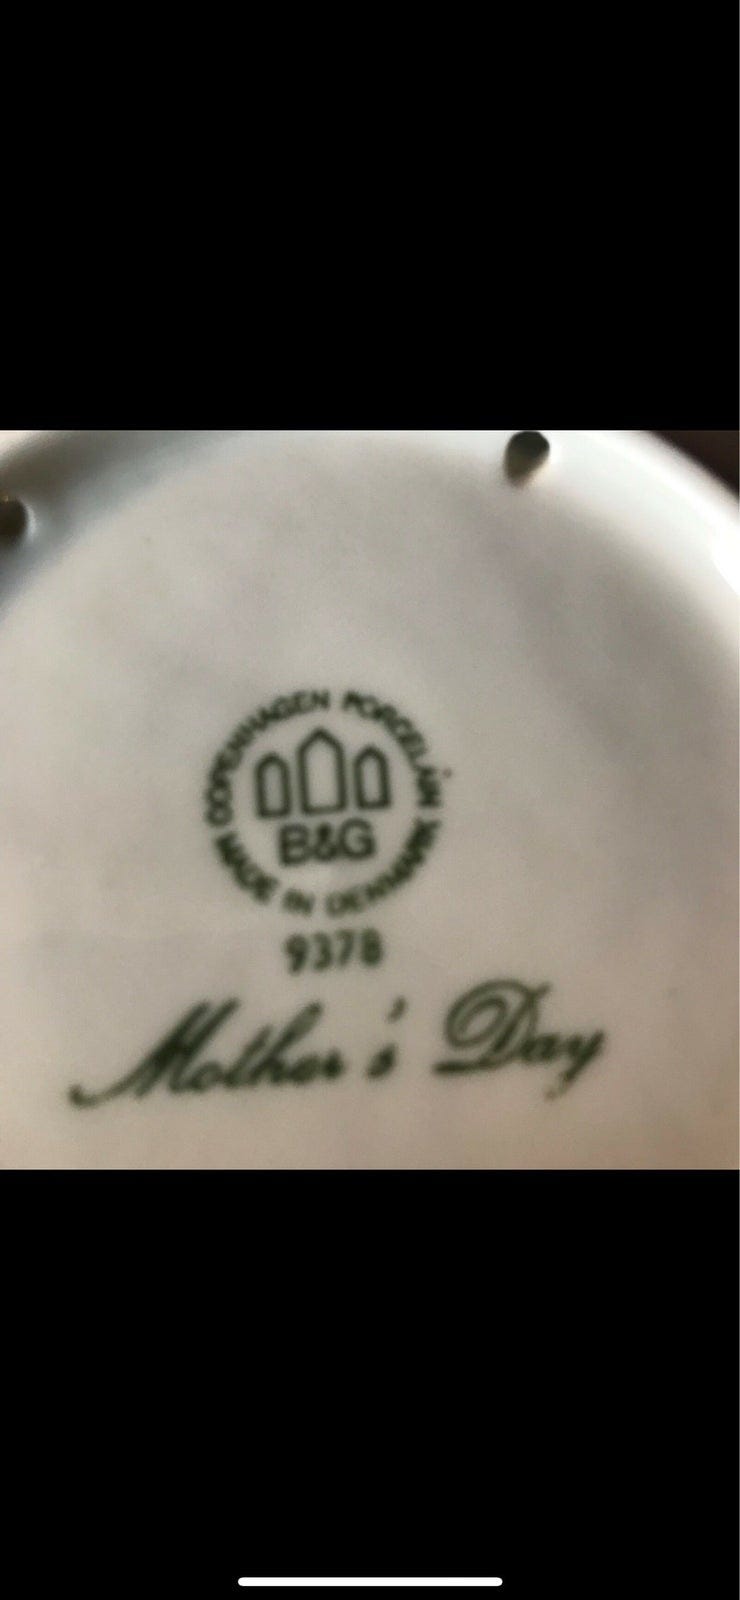 COPENHAGEN PORCELAIN
B&G
MADE IN DENMARK
9378
Mother's Day